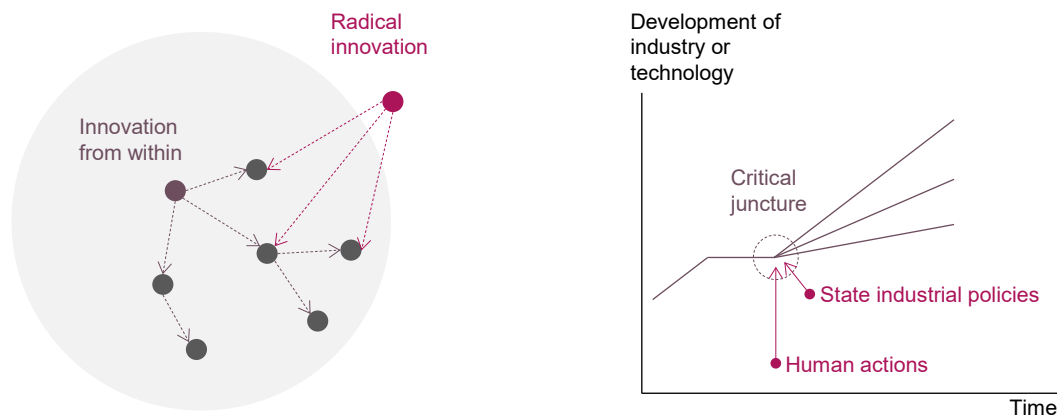 Radical
innovation
Innovation
from within
Development of
industry or
technology
Critical
juncture
State industrial policies
Human actions
Time